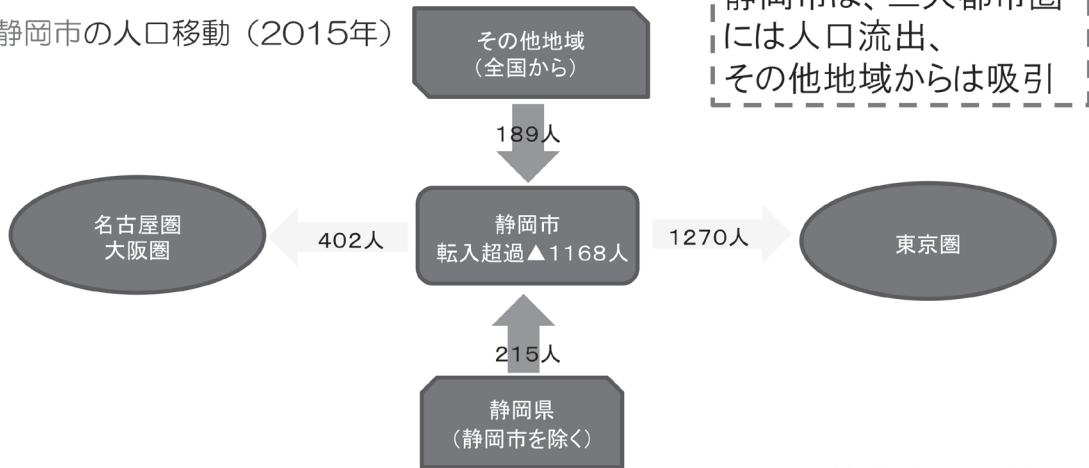 静岡市の人口移動（2015年）
その他地域
（全国から）
には人口流出、
その他地域からは吸引
189人
名古屋圏
大阪圏
402人
静岡市
転入超過▲1168人
1270人
東京圏
215人
静岡県
（静岡市を除く）